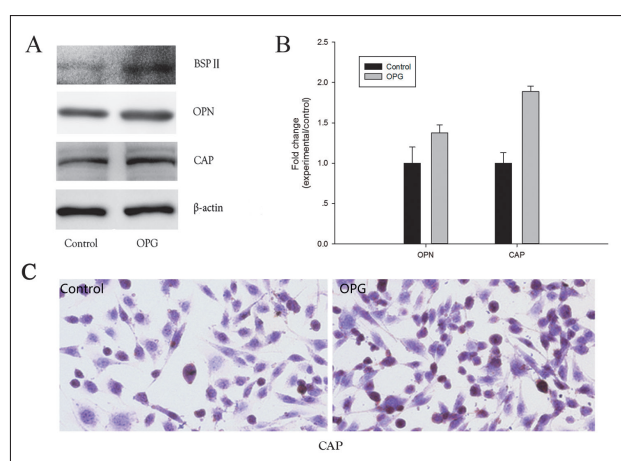 A
BSP II
OPN
CAP
β-actin
Control OPG
B
2.5
2.0
1.5
1.0
.5
0.0
Fold change
(experimental/control)
Control
OPG
OPN CAP
C
Control
OPG
CAP